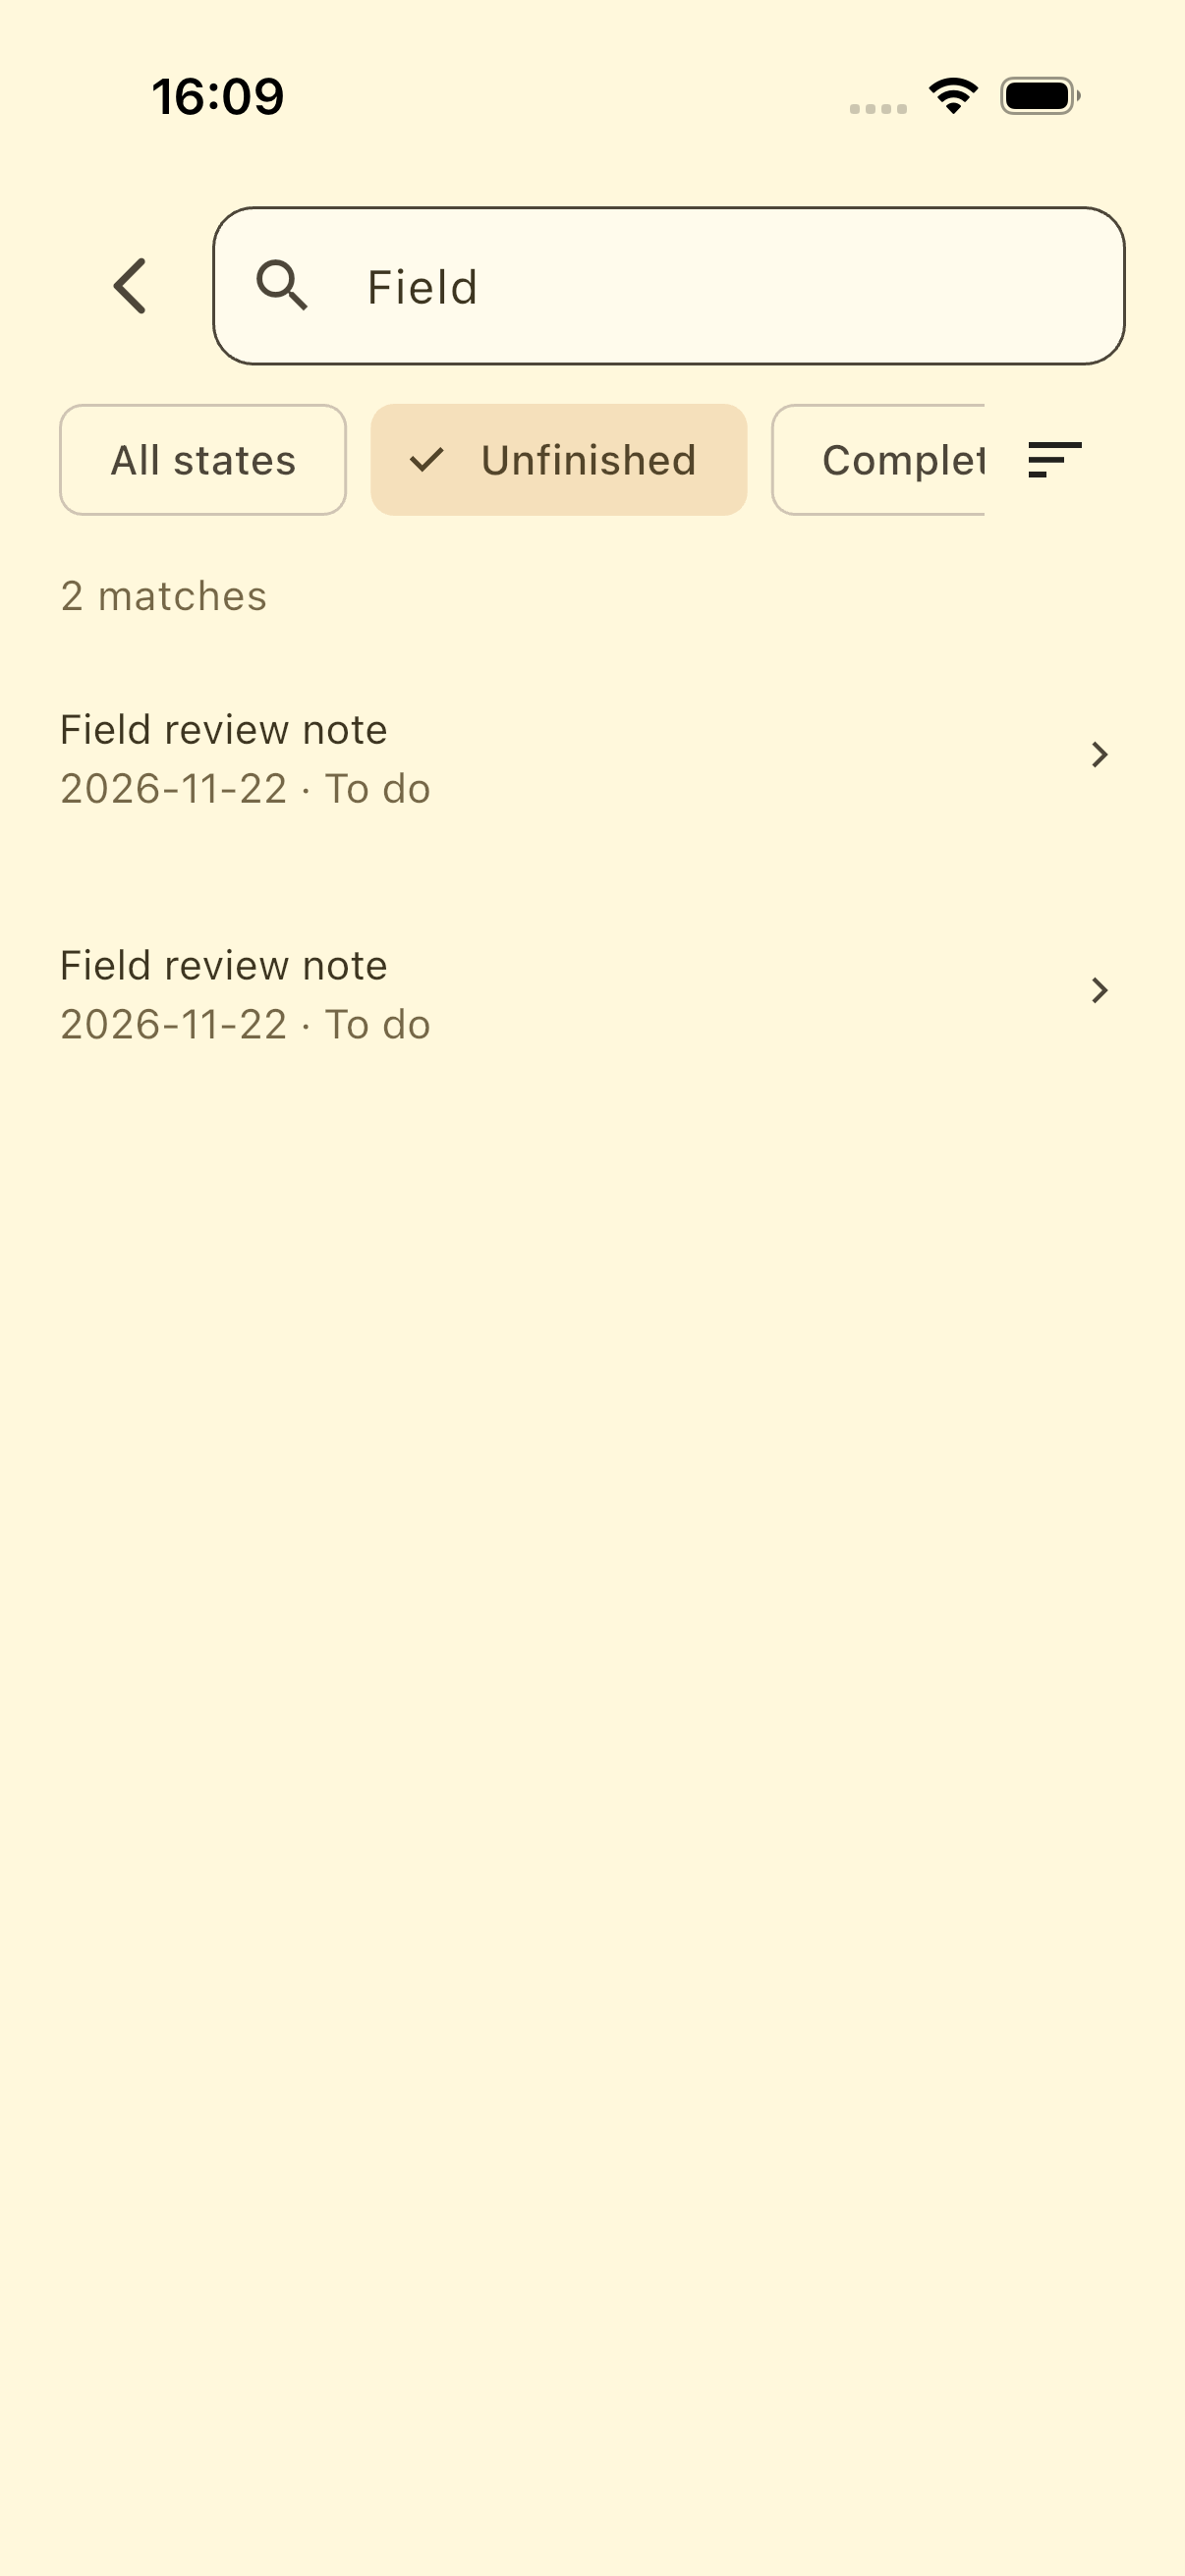 16:09
Field
All states
Unfinished
Complet
2 matches
Field review note
2026-11-22 · To do
Field review note
2026-11-22 · To do